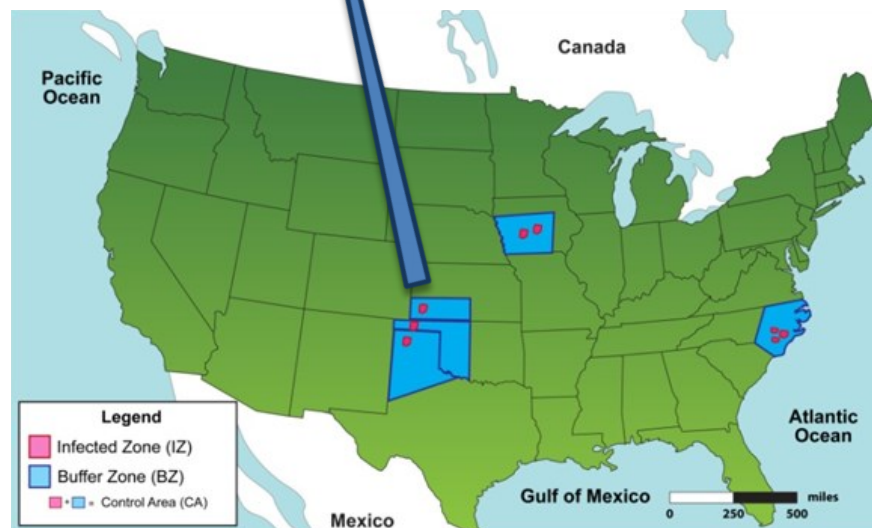 Canada
Pacific
Ocean
Legend
Infected Zone (IZ)
Buffer Zone (BZ)
+ = Control Area (CA)
Atlantic
Ocean
Gulf of Mexico
miles
0 250 500
Mexico